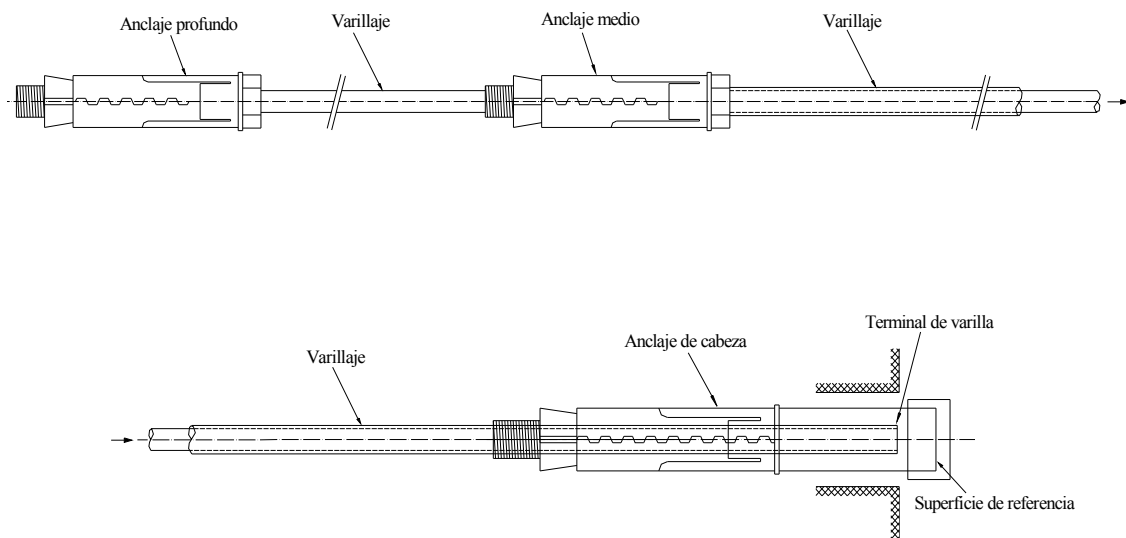 Anclaje profundo
Varillaje
Anclaje medio
Varillaje
Terminal de varilla
Varillaje
Anclaje de cabeza
Superficie de referencia